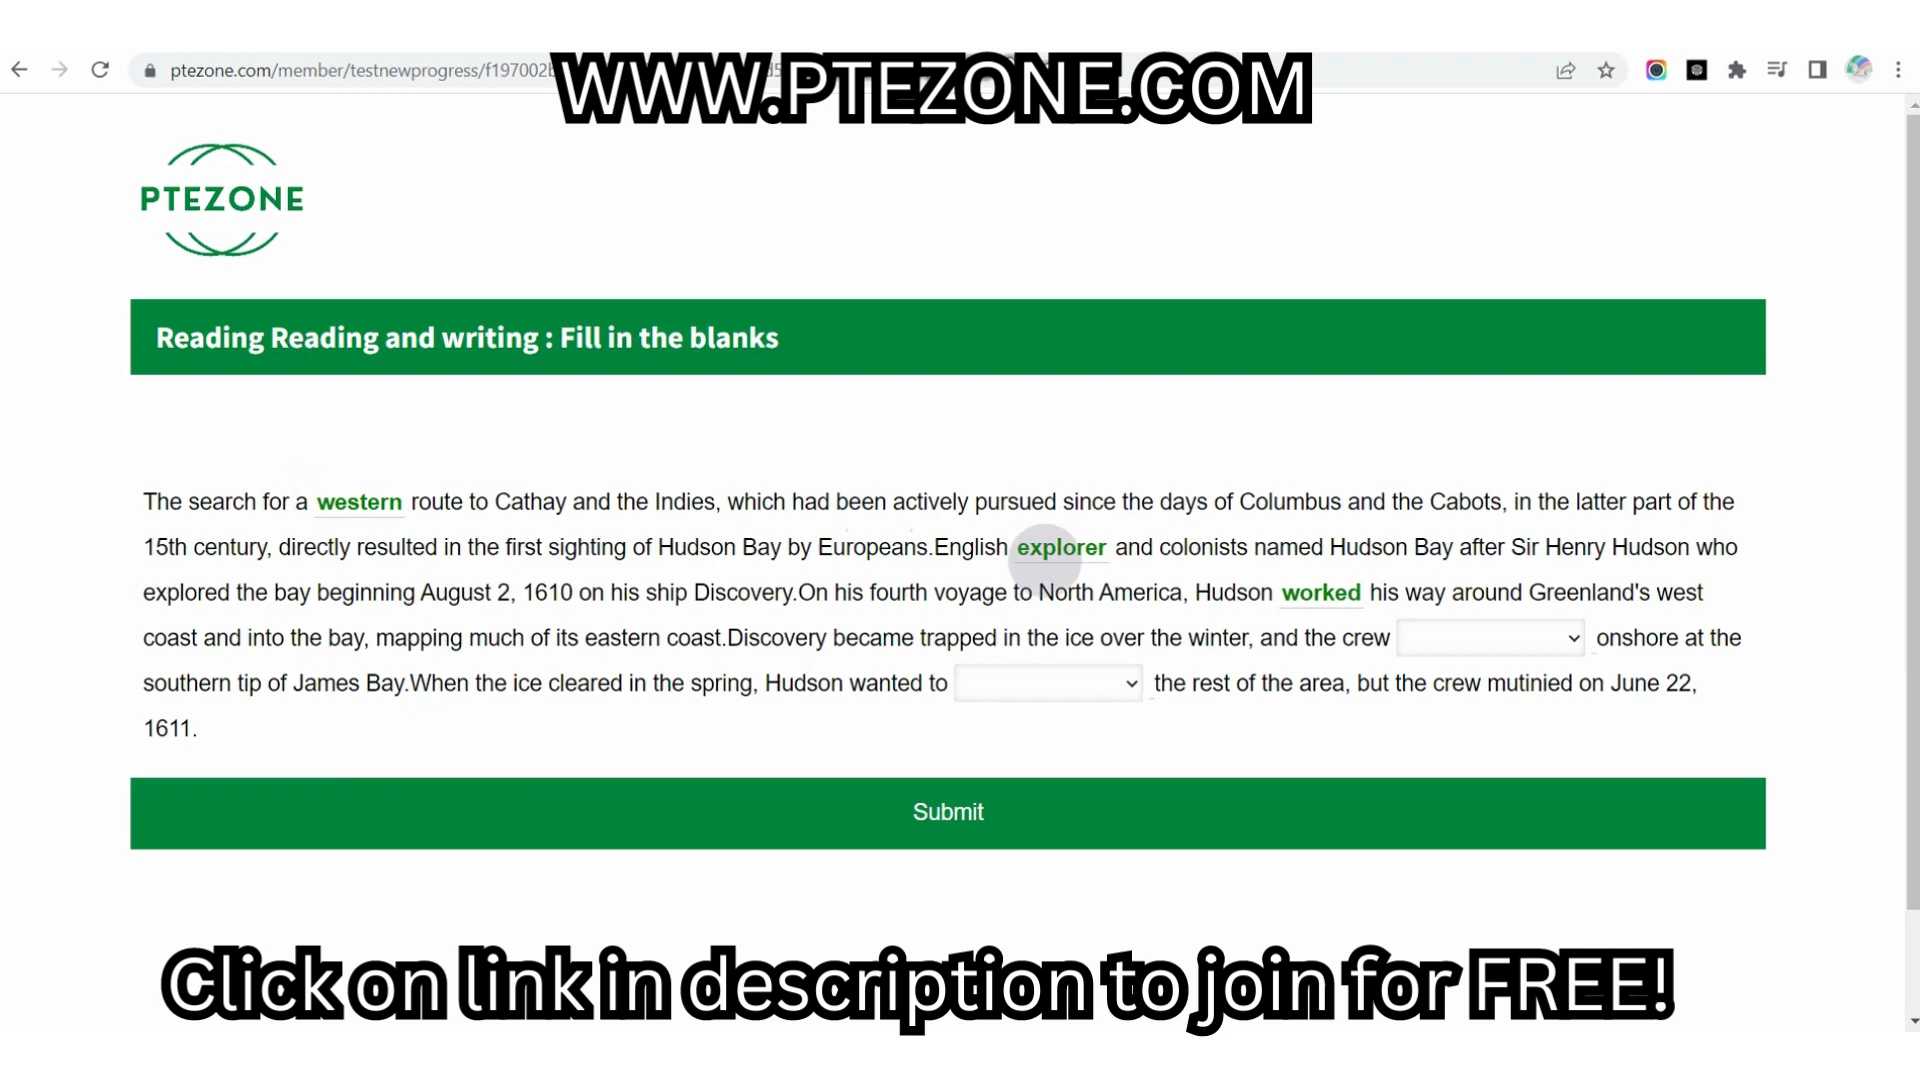 WWW.PTEZONE.COM
ptezone.com/member/testnewprogress/f197002
PTEZONE
Reading Reading and writing : Fill in the blanks
The search for a western route to Cathay and the Indies, which had been actively pursued since the days of Columbus and the Cabots, in the latter part of the
15th century, directly resulted in the first sighting of Hudson Bay by Europeans.English explorer and colonists named Hudson Bay after Sir Henry Hudson who
explored the bay beginning August 2, 1610 on his ship Discovery.On his fourth voyage to North America, Hudson worked his way around Greenland's west
coast and into the bay, mapping much of its eastern coast.Discovery became trapped in the ice over the winter, and the crew onshore at the
southern tip of James Bay.When the ice cleared in the spring, Hudson wanted to the rest of the area, but the crew mutinied on June 22,
1611.
Submit
Click on link in description to join for FREE!